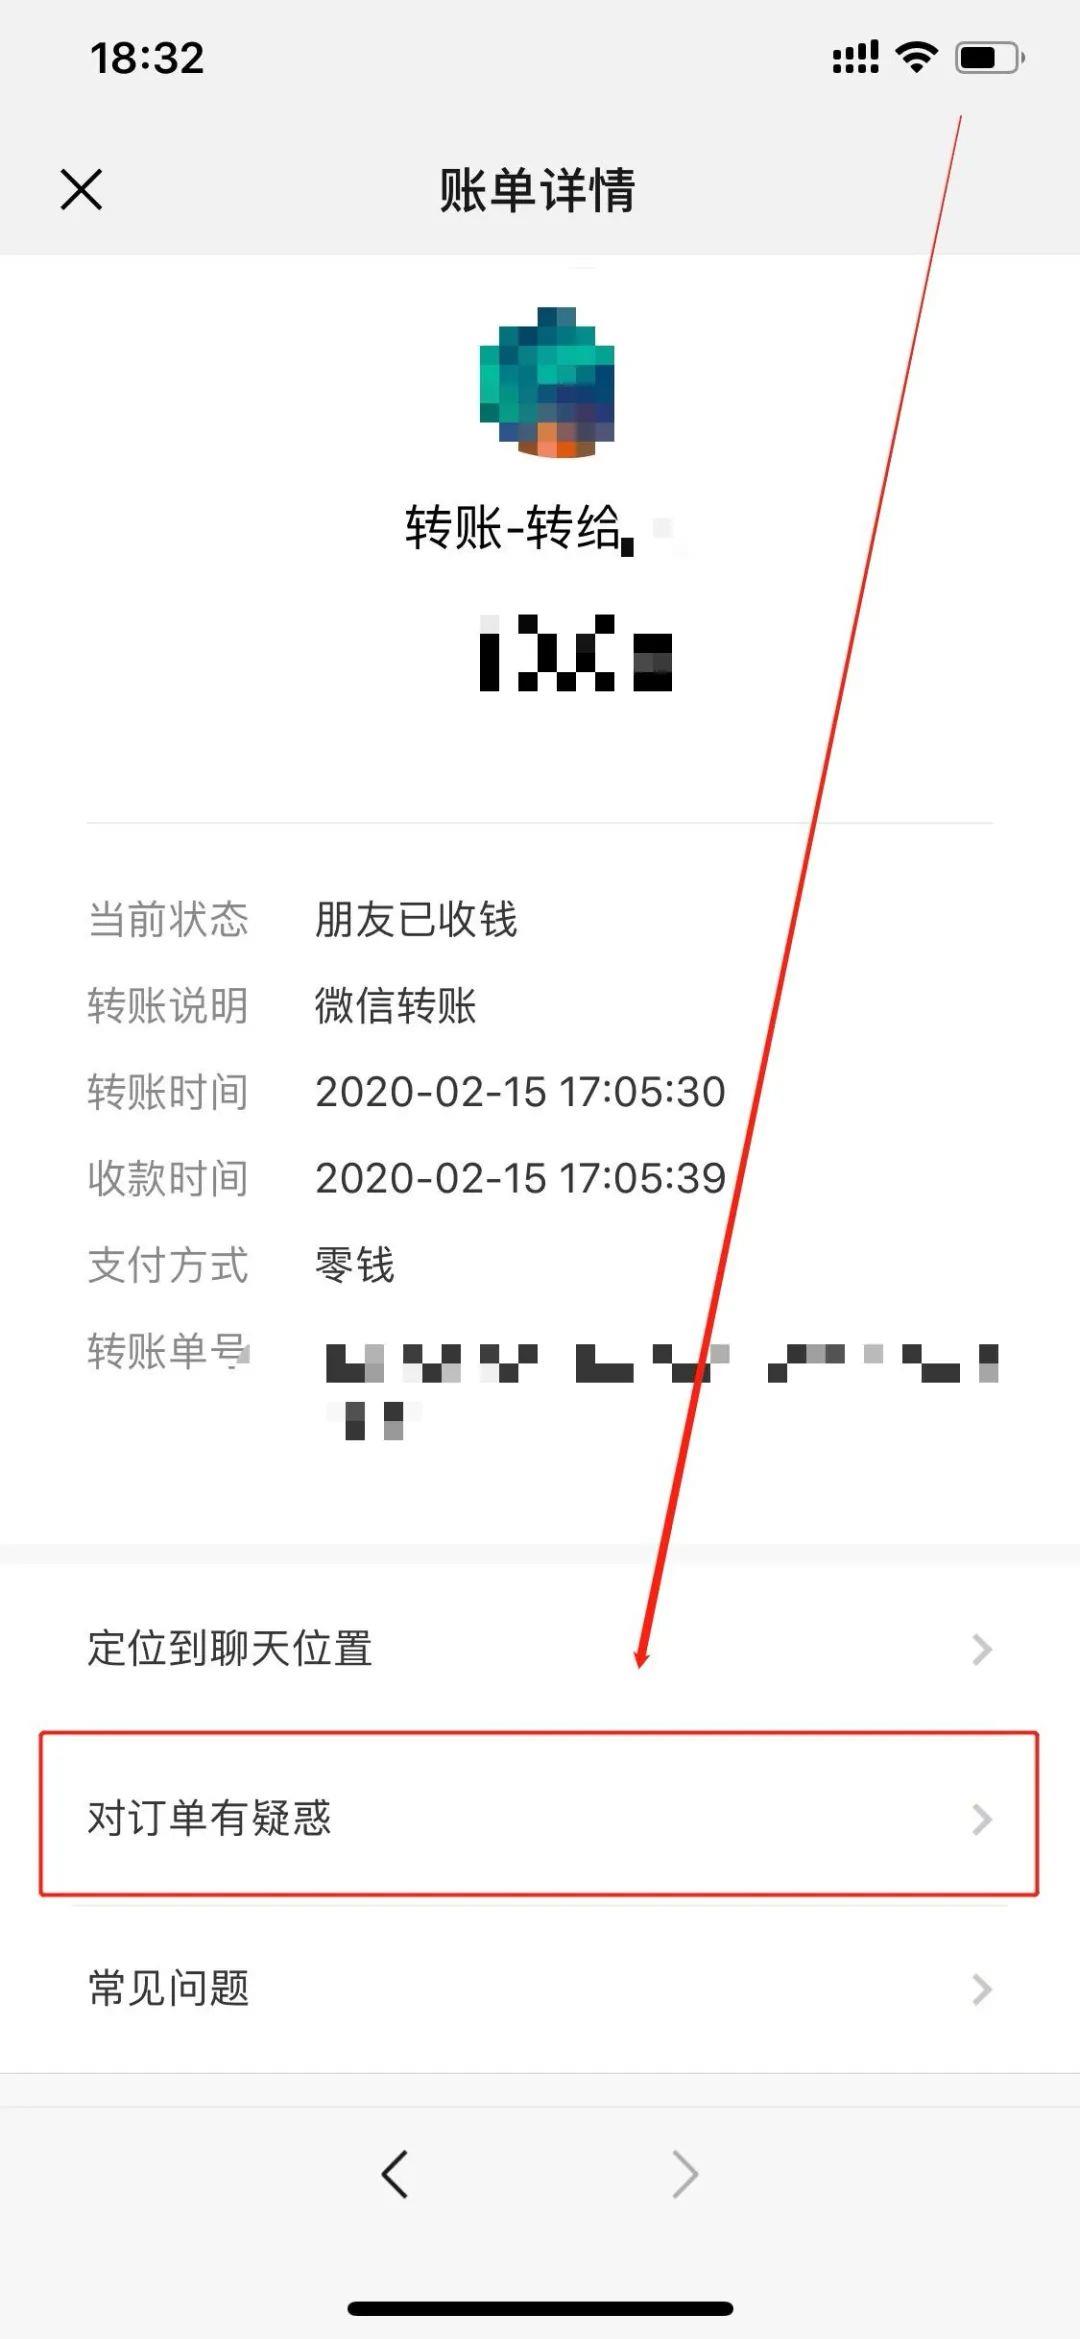 18:32
账单详情
转账-转给
当前状态 朋友已收钱
转账说明 微信转账
转账时间 2020-02-15 17:05:30
收款时间 2020-02-15 17:05:39
支付方式 零钱
转账单号
定位到聊天位置
对订单有疑惑
常见问题